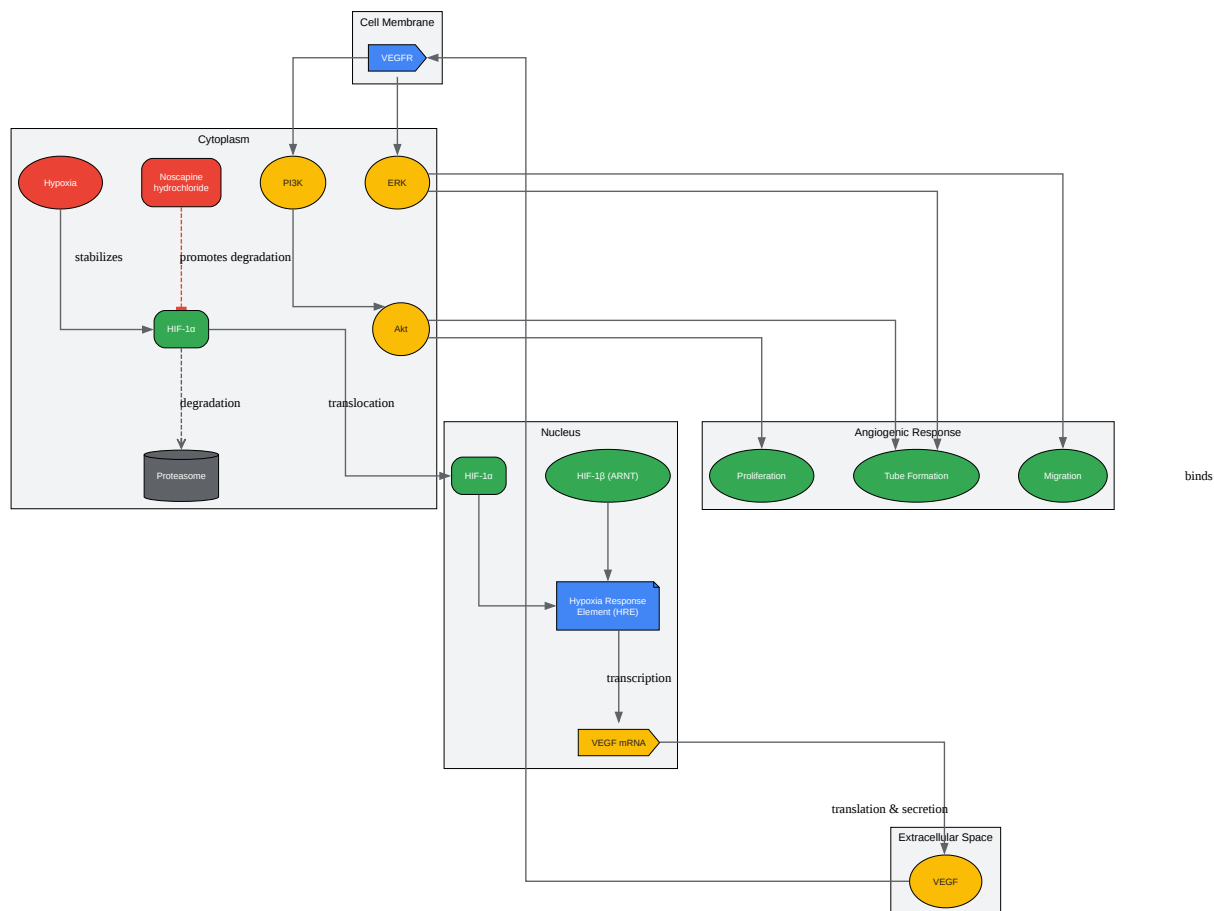 Cell Membrane
VEGFR
Cytoplasm
Hypoxia
Noscapine
hydrochloride
PI3K
ERK
stabilizes
promotes degradation
HIF-1α
Akt
degradation
translocation
Proteasome
Nucleus
HIF-1α
HIF-1β (ARNT)
Angiogenic Response
Proliferation
Tube Formation
Migration
binds
Hypoxia Response
Element (HRE)
transcription
VEGF mRNA
translation & secretion
Extracellular Space
VEGF